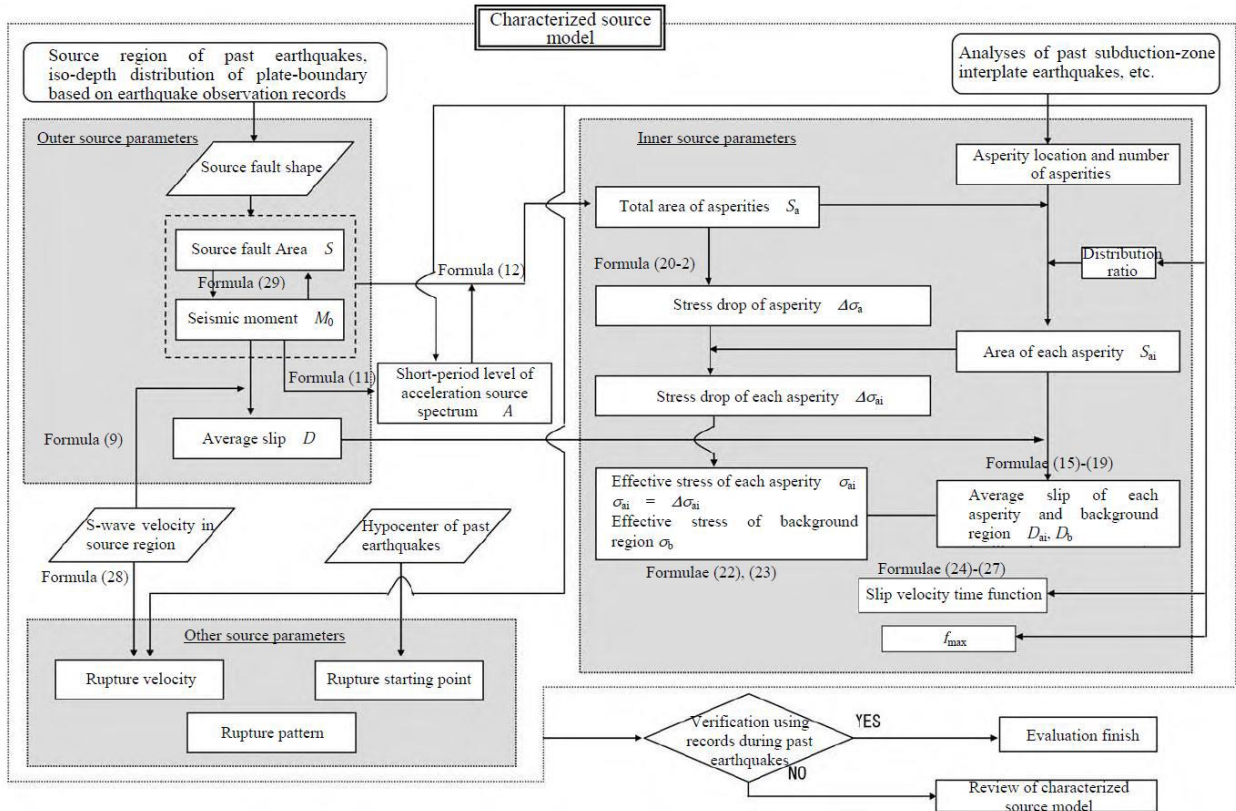 Characterized source
model
Source region of past earthquakes,
iso-depth distribution of plate-boundary
based on earthquake observation records
Analyses of past subduction-zone
interplate earthquakes, etc.
Outer source parameters
Source fault shape
Source fault Area S
Formula (29)
Seismic moment M0
Formula (12)
Formula (11)
Short-period level of
acceleration source
spectrum A
Formula (9)
Average slip D
Inner source parameters
Asperity location and number
of asperities
Total area of asperities Sa
Formula (20-2)
Distribution
ratio
Stress drop of asperity Δσa
Area of each asperity Sai
Stress drop of each asperity Δσai
Formulae (15)-(19)
Effective stress of each asperity σai
σai = Δσai
Effective stress of background
region σb
Average slip of each
asperity and background
region Dai, Db
Formulae (22), (23)
Formulae (24)-(27)
Slip velocity time function
fmax
S-wave velocity in
source region
Hypocenter of past
earthquakes
Formula (28)
Other source parameters
Rupture velocity
Rupture starting point
Rupture pattern
Verification using
records during past
earthquakes
YES
Evaluation finish
NO
Review of characterized
source model